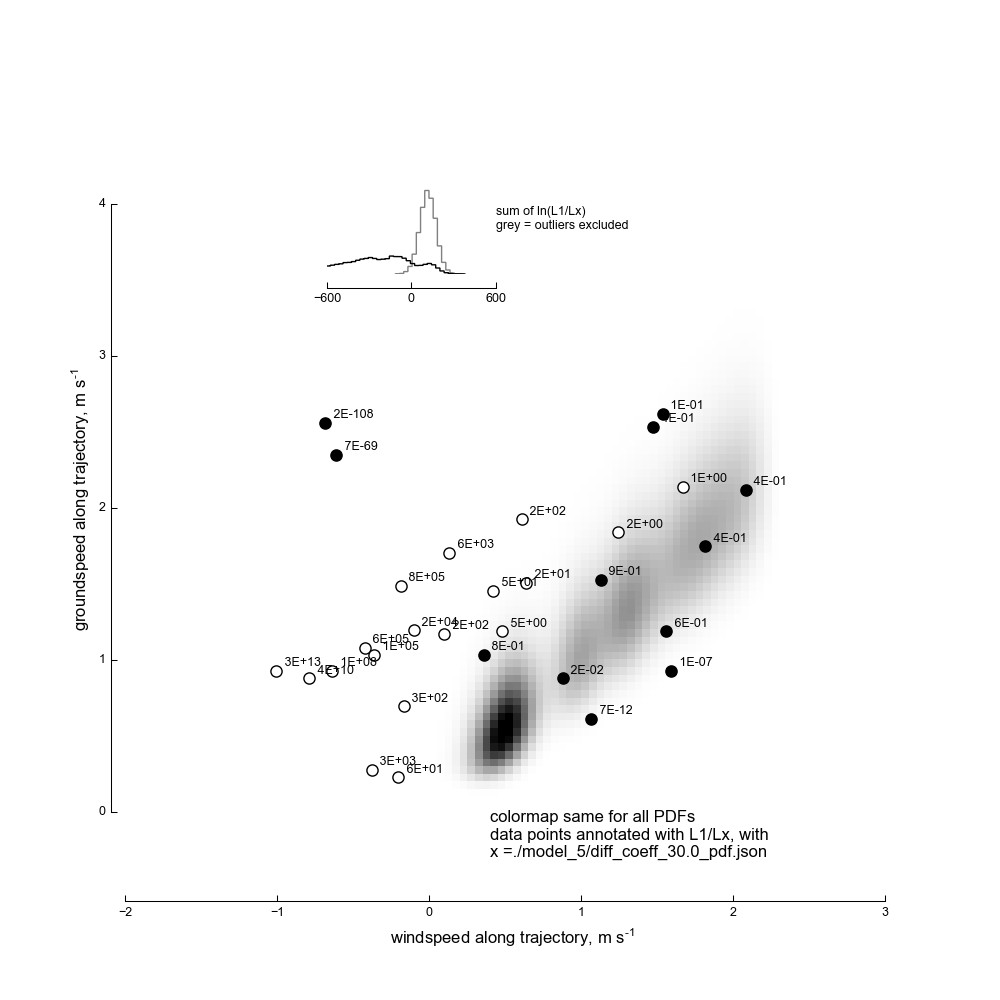 4
sum of ln(L1/Lx)
grey = outliers excluded
−600 0 600
3
1E-01
2E-108
7E-69
1E+00
4E-01
2
2E+02
2E+00
6E+03
4E-01
8E+05
5E+01
2E+01
9E-01
2E+04
2E+02
5E+00
6E-01
6E+05
1E+05
8E-01
1
3E+13
4E+10
1E+08
2E-02
1E-07
3E+02
7E-12
3E+03
6E+01
0
groundspeed along trajectory, m s-1
colormap same for all PDFs
data points annotated with L1/Lx, with
x =./model_5/diff_coeff_30.0_pdf.json
−2 −1 0 1 2 3
windspeed along trajectory, m s-1